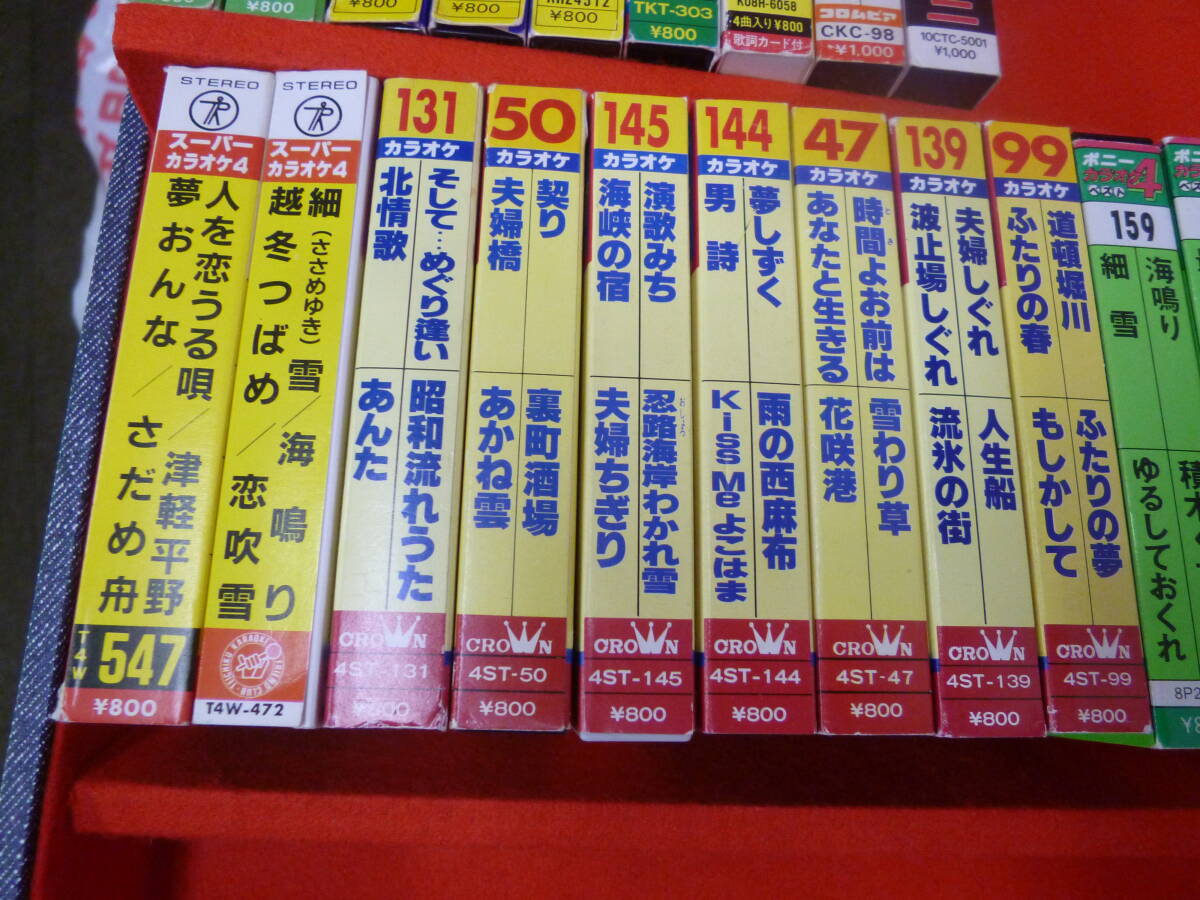 ¥800
¥800
¥800
¥800
¥800
TKT-303
¥800
K08H-6058
4曲入り¥800
歌詞カード付
コロムビア
CKC-98
¥1,000
10CTC-5001
¥1,000
STEREO
スーパー
カラオケ4
人を恋うる唄/津軽平野
夢おんな/さだめ舟
T4W
547
¥800
STEREO
スーパー
カラオケ4
細(ささめゆき)雪/海鳴り
越冬つばめ/恋吹雪
T4W-472
131
カラオケ
そして…めぐり逢い
北情歌
昭和流れうた
あんた
CROWN
4ST-131
¥800
50
カラオケ
契り
夫婦橋
裏町酒場
あかね雲
CROWN
4ST-50
¥800
145
カラオケ
演歌みち
海峡の宿
忍路海岸わかれ雪
おしょろ
夫婦ちぎり
CROWN
4ST-145
¥800
144
カラオケ
夢しずく
男詩
雨の西麻布
Kiss Meよこはま
CROWN
4ST-144
¥800
47
カラオケ
時間よお前は
とき
あなたと生きる
雪わり草
花咲港
CROWN
4ST-47
¥800
139
カラオケ
夫婦しぐれ
波止場しぐれ
人生船
流氷の街
CROWN
4ST-139
¥800
99
カラオケ
道頓堀川
ふたりの春
ふたりの夢
もしかして
CROWN
4ST-99
¥800
ポニー
カラオケ4
ベスト
159
海鳴り
細雪
積木
ゆるしておくれ
8P2
ポニ